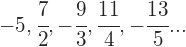 -5, 7/2, -9/3, 11/4, -13/5 ...